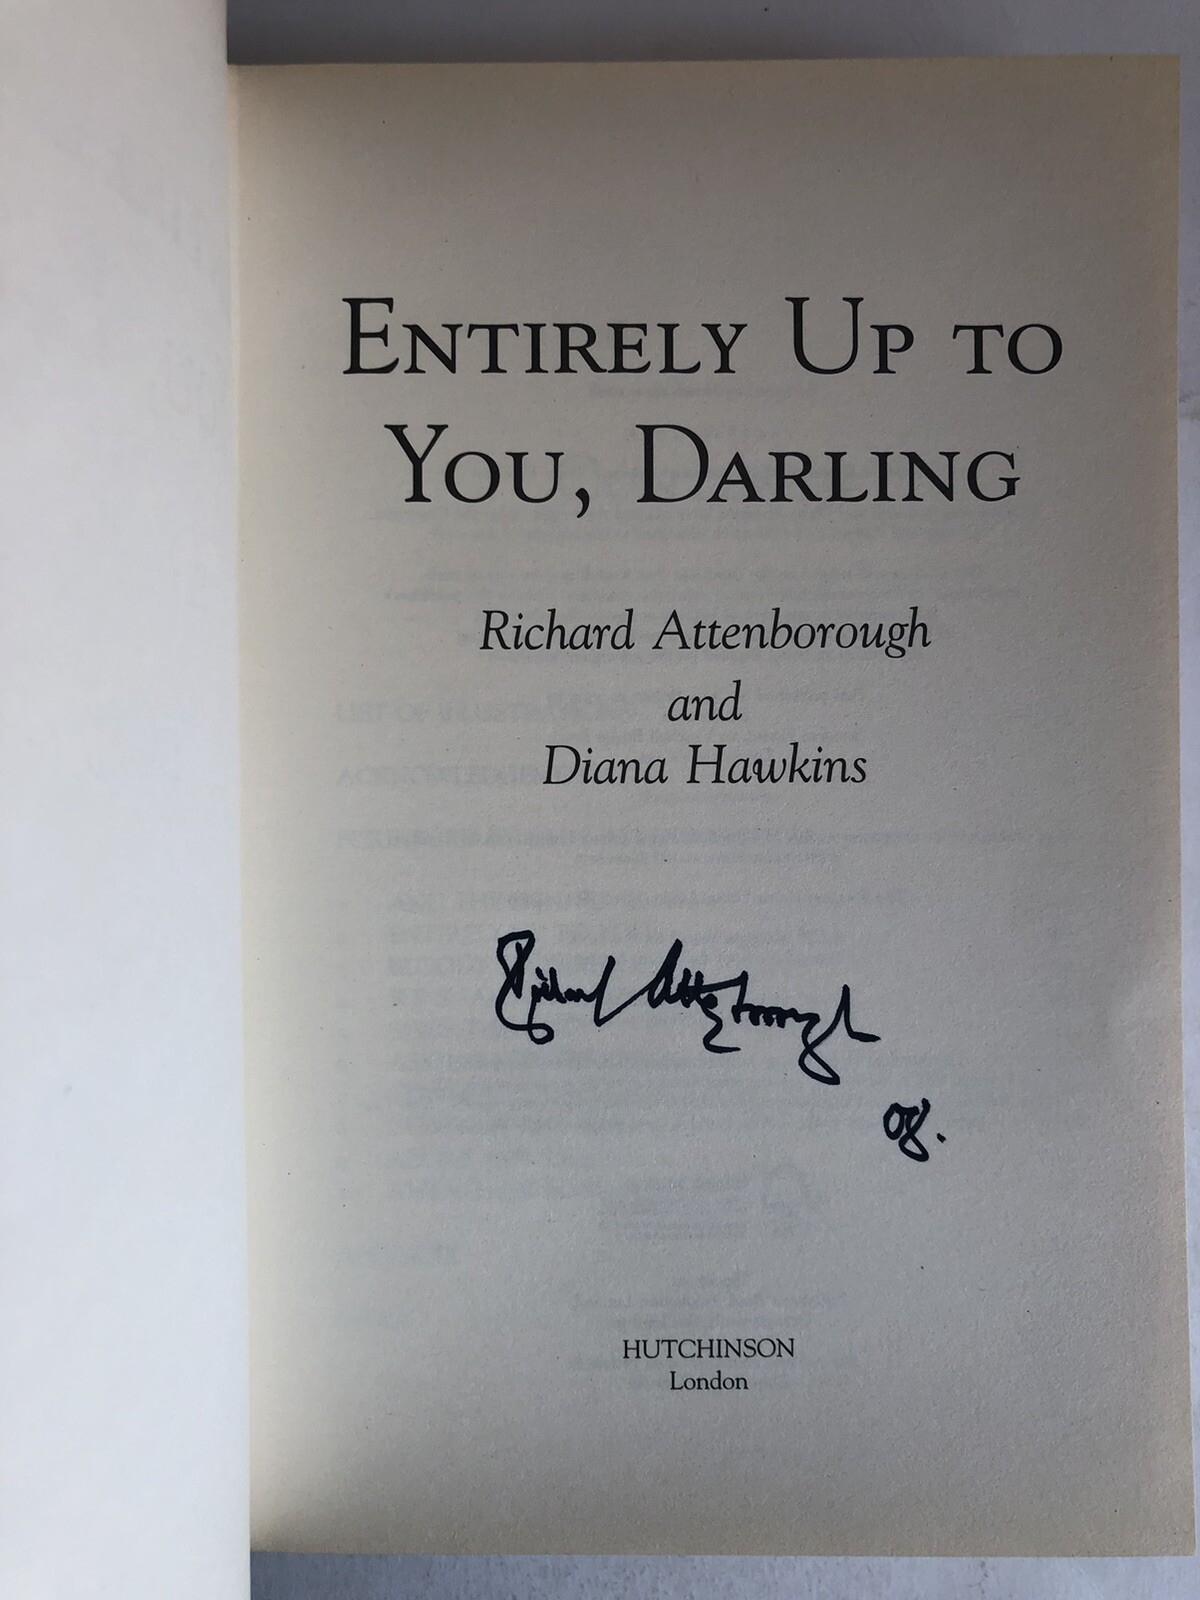 ENTIRELY UP TO
YOU, DARLING
Richard Attenborough
and
Diana Hawkins
Richard Attenborough
08.
HUTCHINSON
London